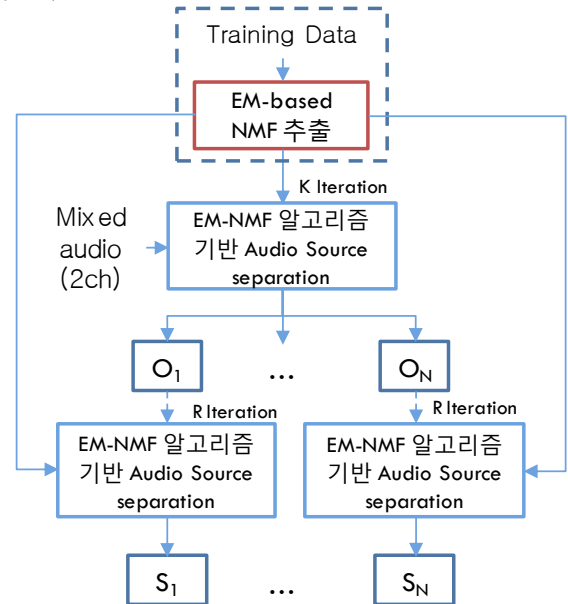 Training Data
EM-based
NMF 추출
K Iteration
Mixed
audio
(2ch)
EM-NMF 알고리즘
기반 Audio Source
separation
O₁
...
O_N
R Iteration
R Iteration
EM-NMF 알고리즘
기반 Audio Source
separation
EM-NMF 알고리즘
기반 Audio Source
separation
S₁
...
S_N